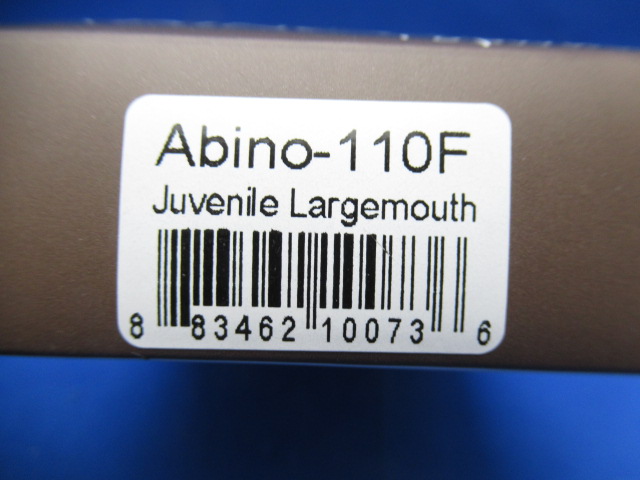 Abino-110F
Juvenile Largemouth
8 83462 10073 6